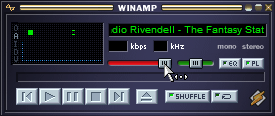 WINAMP
O
A
I
D
V
dio Rivendell - The Fantasy Stat
kbps
kHz
mono stereo
EQ
PL
SHUFFLE